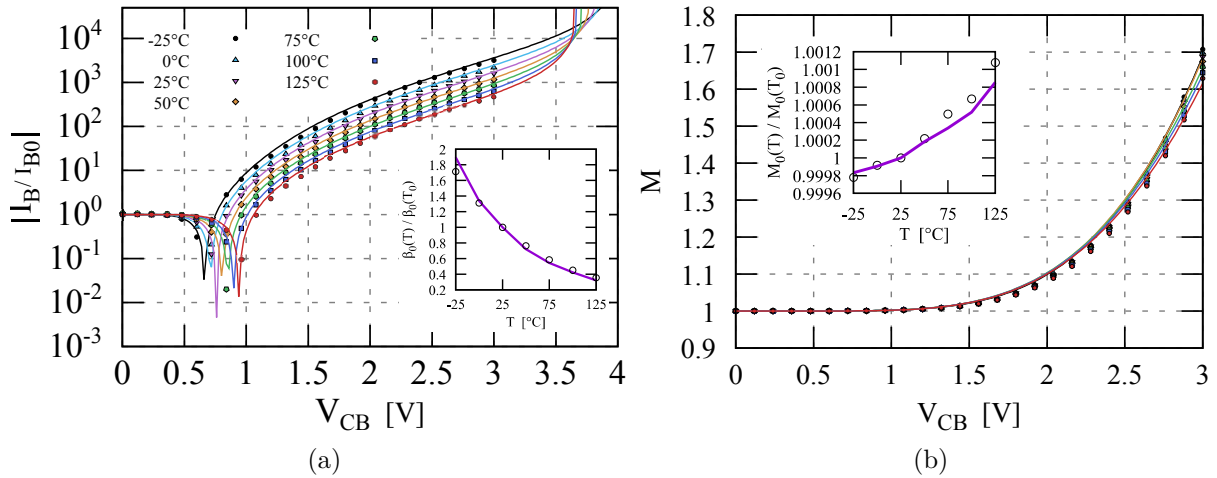 10^4
10^3
10^2
10^1
10^0
10^-1
10^-2
10^-3
|I_B / I_B0|
-25°C
0°C
25°C
50°C
75°C
100°C
125°C
0 0.5 1 1.5 2 2.5 3 3.5 4
V_CB [V]
2
1.8
1.6
1.4
1.2
1
0.8
0.6
0.4
0.2
β_0(T) / β_0(T_0)
-25 25 75 125
T [°C]
(a)
1.8
1.7
1.6
1.5
1.4
1.3
1.2
1.1
1
0.9
M
0 0.5 1 1.5 2 2.5 3
V_CB [V]
1.0012
1.001
1.0008
1.0006
1.0004
1.0002
1
0.9998
0.9996
M_0(T) / M_0(T_0)
-25 25 75 125
T [°C]
(b)